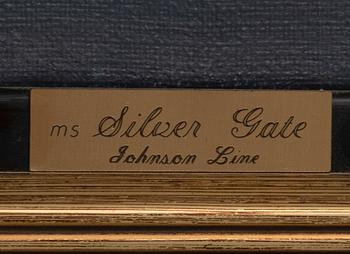 ms Silver Gate
Johnson Line